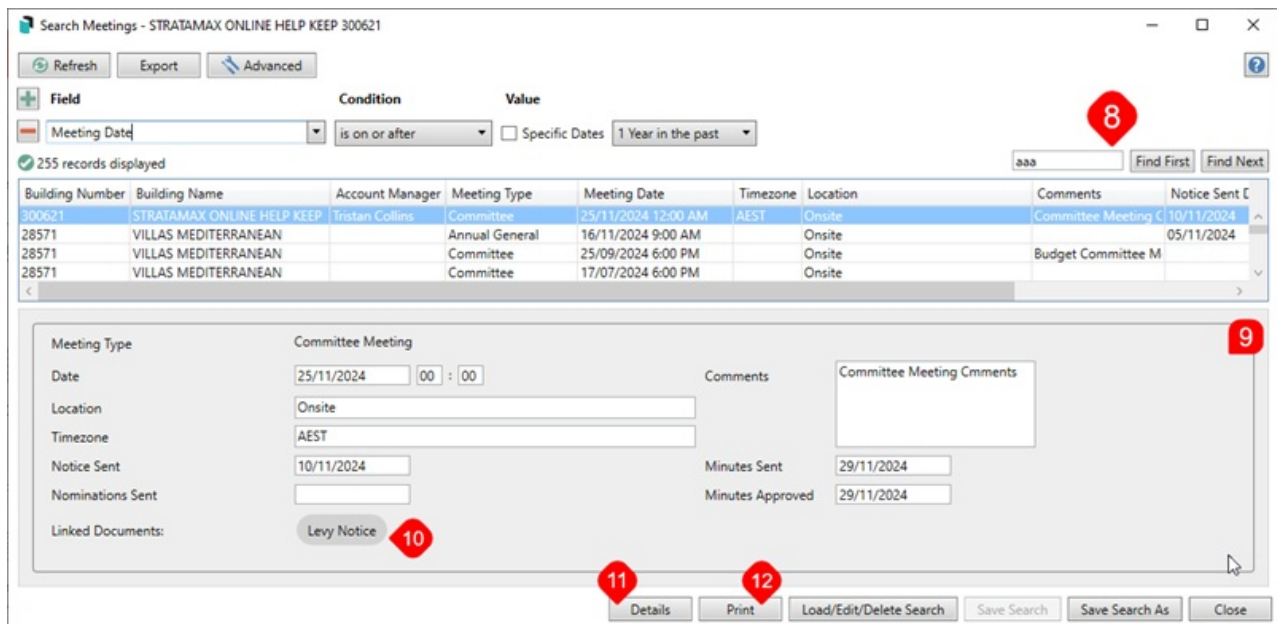 Search Meetings - STRATAMAX ONLINE HELP KEEP 300621
Refresh Export Advanced
Field Condition Value
Meeting Date is on or after Specific Dates 1 Year in the past
8
255 records displayed aaa Find First Find Next
Building Number Building Name Account Manager Meeting Type Meeting Date Timezone Location Comments Notice Sent D
300621 STRATAMAX ONLINE HELP KEEP Tristan Collins Committee 25/11/2024 12:00 AM AEST Onsite Committee Meeting C 10/11/2024
28571 VILLAS MEDITERRANEAN Annual General 16/11/2024 9:00 AM Onsite 05/11/2024
28571 VILLAS MEDITERRANEAN Committee 25/09/2024 6:00 PM Onsite Budget Committee M
28571 VILLAS MEDITERRANEAN Committee 17/07/2024 6:00 PM Onsite
9
Meeting Type Committee Meeting
Date 25/11/2024 00 : 00 Comments Committee Meeting Cmments
Location Onsite
Timezone AEST
Notice Sent 10/11/2024 Minutes Sent 29/11/2024
Nominations Sent Minutes Approved 29/11/2024
Linked Documents: Levy Notice 10
11 12
Details Print Load/Edit/Delete Search Save Search Save Search As Close